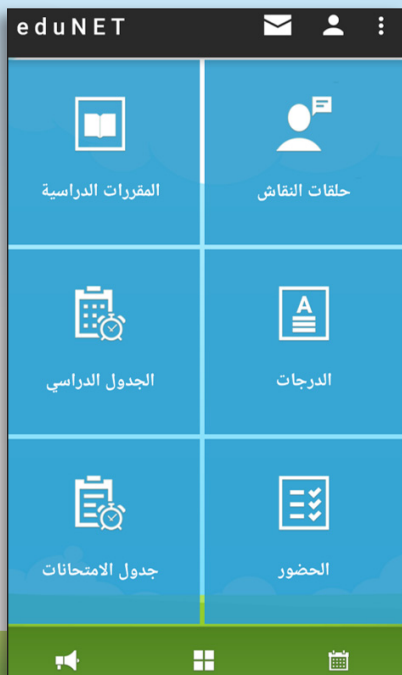 eduNET
حلقات النقاش
المقررات الدراسية
الدرجات
الجدول الدراسي
الحضور
جدول الامتحانات